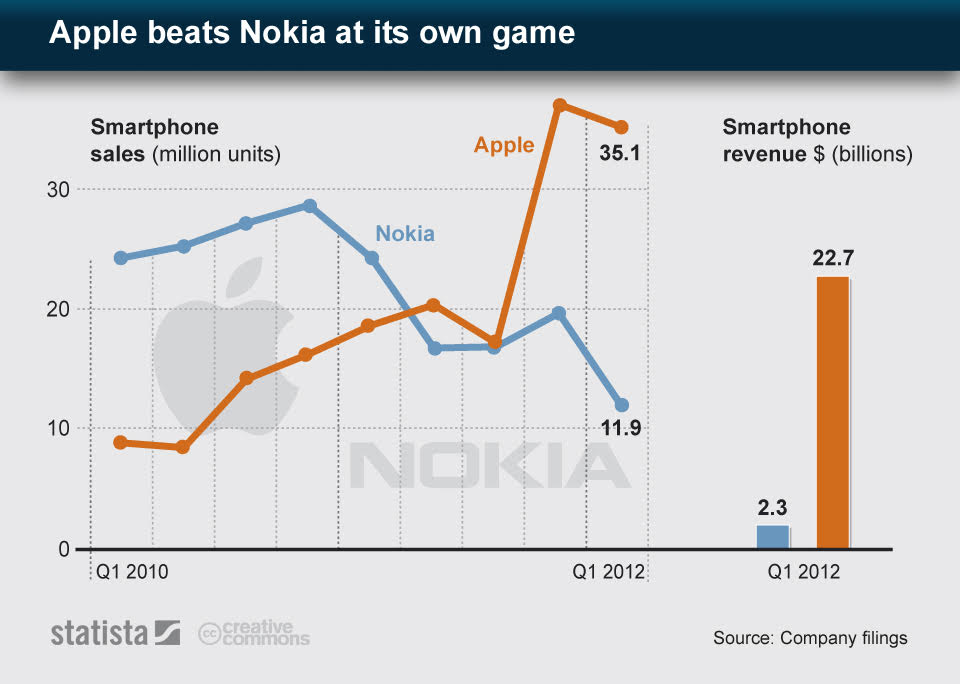 Apple beats Nokia at its own game
Smartphone
sales (million units)
Apple
35.1
Nokia
30
20
10
0
11.9
NOKIA
Q1 2010
Q1 2012
Smartphone
revenue $ (billions)
22.7
2.3
Q1 2012
statista
cc creative
commons
Source: Company filings